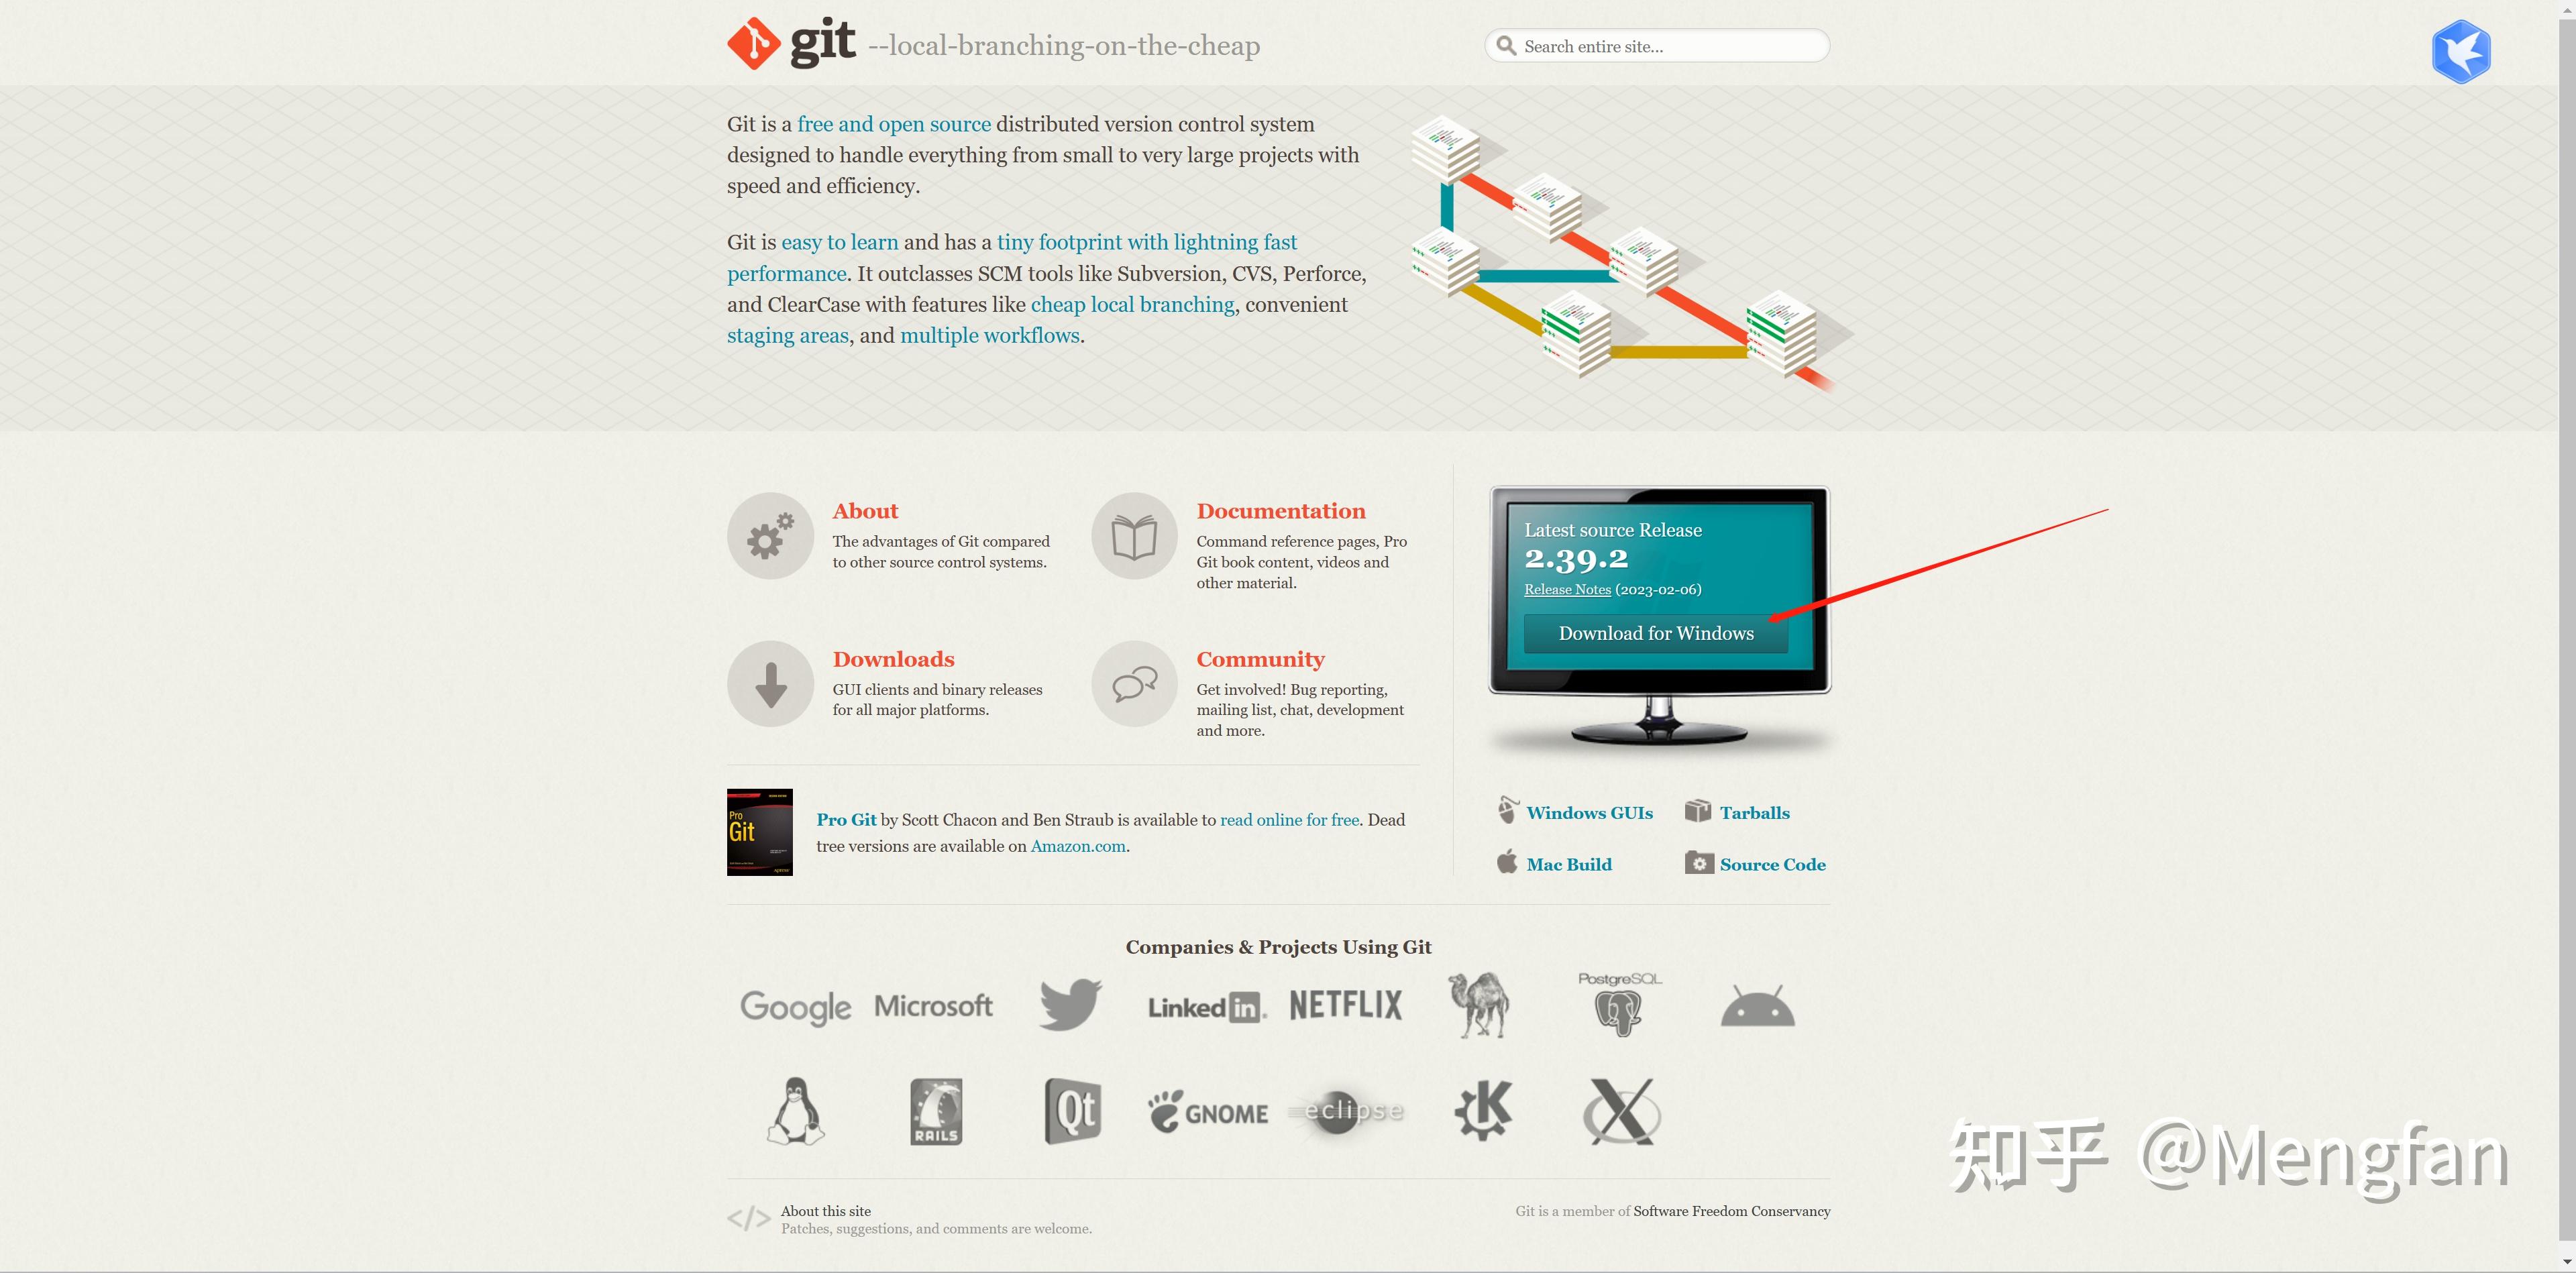 git --local-branching-on-the-cheap
Search entire site...
Git is a free and open source distributed version control system
designed to handle everything from small to very large projects with
speed and efficiency.
Git is easy to learn and has a tiny footprint with lightning fast
performance. It outclasses SCM tools like Subversion, CVS, Perforce,
and ClearCase with features like cheap local branching, convenient
staging areas, and multiple workflows.
About
The advantages of Git compared
to other source control systems.
Documentation
Command reference pages, Pro
Git book content, videos and
other material.
Downloads
GUI clients and binary releases
for all major platforms.
Community
Get involved! Bug reporting,
mailing list, chat, development
and more.
Latest source Release
2.39.2
Release Notes (2023-02-06)
Download for Windows
Pro
Git
Pro Git by Scott Chacon and Ben Straub is available to read online for free. Dead
tree versions are available on Amazon.com.
Windows GUIs
Tarballs
Mac Build
Source Code
Companies & Projects Using Git
Google
Microsoft
Linked in
NETFLIX
PostgreSQL
RAILS
Qt
GNOME
eclipse
K
X
知乎 @Mengfan
</> About this site
Patches, suggestions, and comments are welcome.
Git is a member of Software Freedom Conservancy